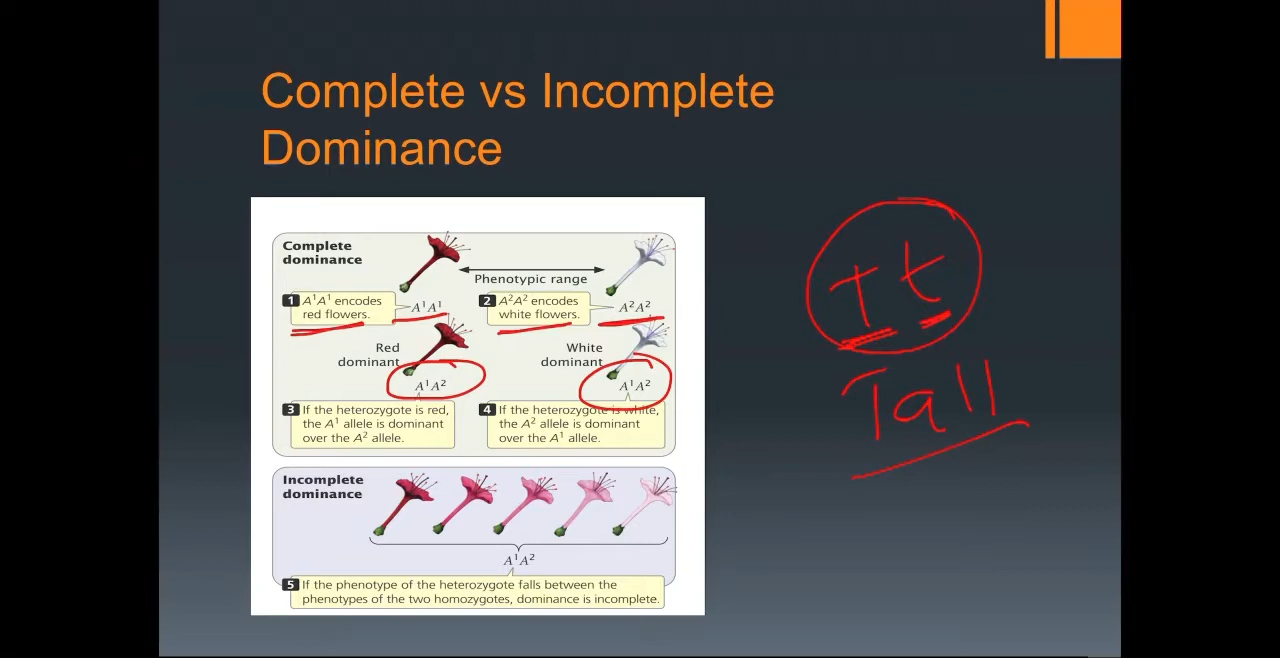 Complete vs Incomplete
Dominance
Complete
dominance
Phenotypic range
1 A¹A¹ encodes
red flowers.
A¹A¹
2 A²A² encodes
white flowers.
A²A²
Red
dominant
A¹A²
White
dominant
A¹A²
3 If the heterozygote is red,
the A¹ allele is dominant
over the A² allele.
4 If the heterozygote is white,
the A² allele is dominant
over the A¹ allele.
Incomplete
dominance
A¹A²
5 If the phenotype of the heterozygote falls between the
phenotypes of the two homozygotes, dominance is incomplete.
T t
Tall